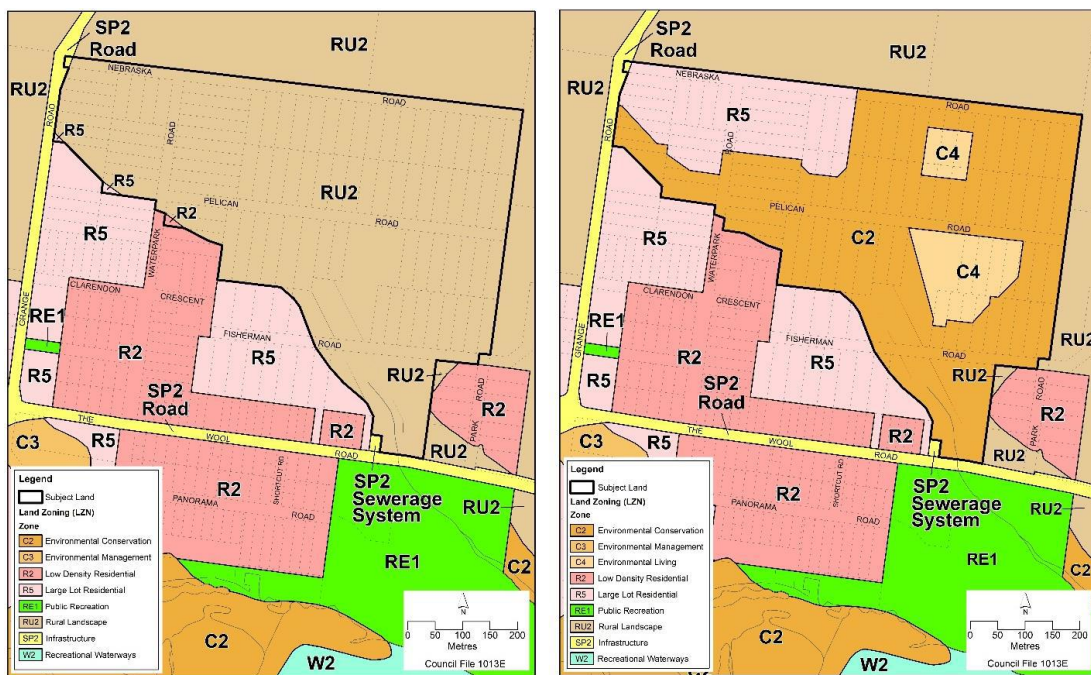 SP2
Road
RU2
RU2
NEBRASKA
ROAD
ROAD
ROAD
R5
R5
RU2
R2
PELICAN
ROAD
R5
WATERPARK
CLARENDON
CRESCENT
GRANGE
RE1
FISHERMAN
ROAD
R2
R5
R5
RU2
ROAD
R2
SP2
Road
THE
WOOL
ROAD
R2
PARK
RU2
C3
R5
SP2
Sewerage
System
R2
SHORTCUT RD
PANORAMA
ROAD
RU2
RE1
C2
C2
W2
Legend
Subject Land
Land Zoning (LZN)
Zone
C2 Environmental Conservation
C3 Environmental Management
R2 Low Density Residential
R5 Large Lot Residential
RE1 Public Recreation
RU2 Rural Landscape
SP2 Infrastructure
W2 Recreational Waterways
N
0 50 100 200
Metres
Council File 1013E
SP2
Road
RU2
RU2
NEBRASKA
ROAD
ROAD
R5
ROAD
C4
PELICAN
ROAD
R5
C2
C4
WATERPARK
CLARENDON
CRESCENT
GRANGE
RE1
FISHERMAN
ROAD
R2
R5
R5
RU2
ROAD
R2
SP2
Road
THE
WOOL
ROAD
R2
PARK
RU2
C3
R5
SP2
Sewerage
System
R2
SHORTCUT RD
PANORAMA
ROAD
RU2
RE1
C2
C2
W2
Legend
Subject Land
Land Zoning (LZN)
Zone
C2 Environmental Conservation
C3 Environmental Management
C4 Environmental Living
R2 Low Density Residential
R5 Large Lot Residential
RE1 Public Recreation
RU2 Rural Landscape
SP2 Infrastructure
W2 Recreational Waterways
N
0 50 100 200
Metres
Council File 1013E